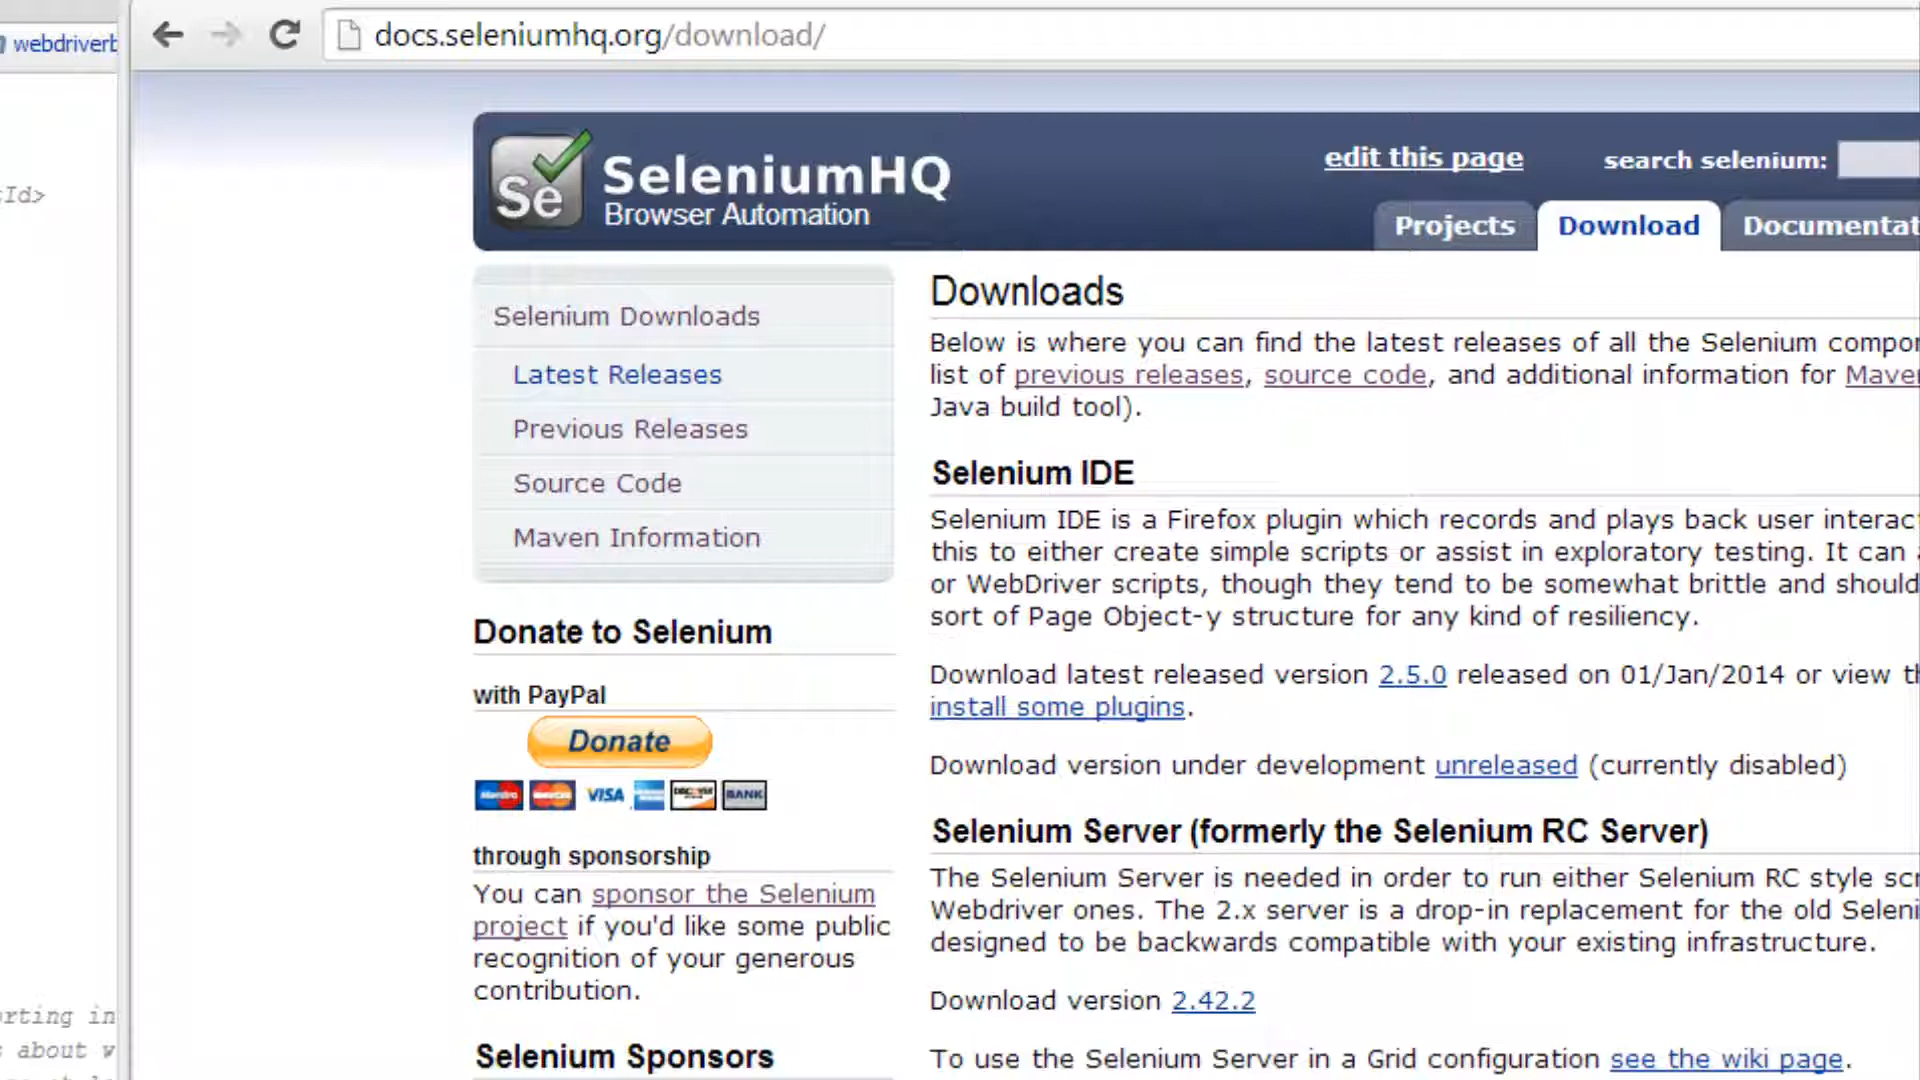 webdriverb
docs.seleniumhq.org/download/
Se
SeleniumHQ
Browser Automation
edit this page
search selenium:
Projects
Download
Documentat
Id>
Selenium Downloads
Latest Releases
Previous Releases
Source Code
Maven Information
Donate to Selenium
with PayPal
Donate
Maestro
MasterCard
VISA
DISCOVER
BANK
through sponsorship
You can sponsor the Selenium
project if you'd like some public
recognition of your generous
contribution.
Selenium Sponsors
Downloads
Below is where you can find the latest releases of all the Selenium compo
list of previous releases, source code, and additional information for Maven
Java build tool).
Selenium IDE
Selenium IDE is a Firefox plugin which records and plays back user interact
this to either create simple scripts or assist in exploratory testing. It can a
or WebDriver scripts, though they tend to be somewhat brittle and should
sort of Page Object-y structure for any kind of resiliency.
Download latest released version 2.5.0 released on 01/Jan/2014 or view th
install some plugins.
Download version under development unreleased (currently disabled)
Selenium Server (formerly the Selenium RC Server)
The Selenium Server is needed in order to run either Selenium RC style scr
Webdriver ones. The 2.x server is a drop-in replacement for the old Seleni
designed to be backwards compatible with your existing infrastructure.
Download version 2.42.2
To use the Selenium Server in a Grid configuration see the wiki page.
rting in
about v